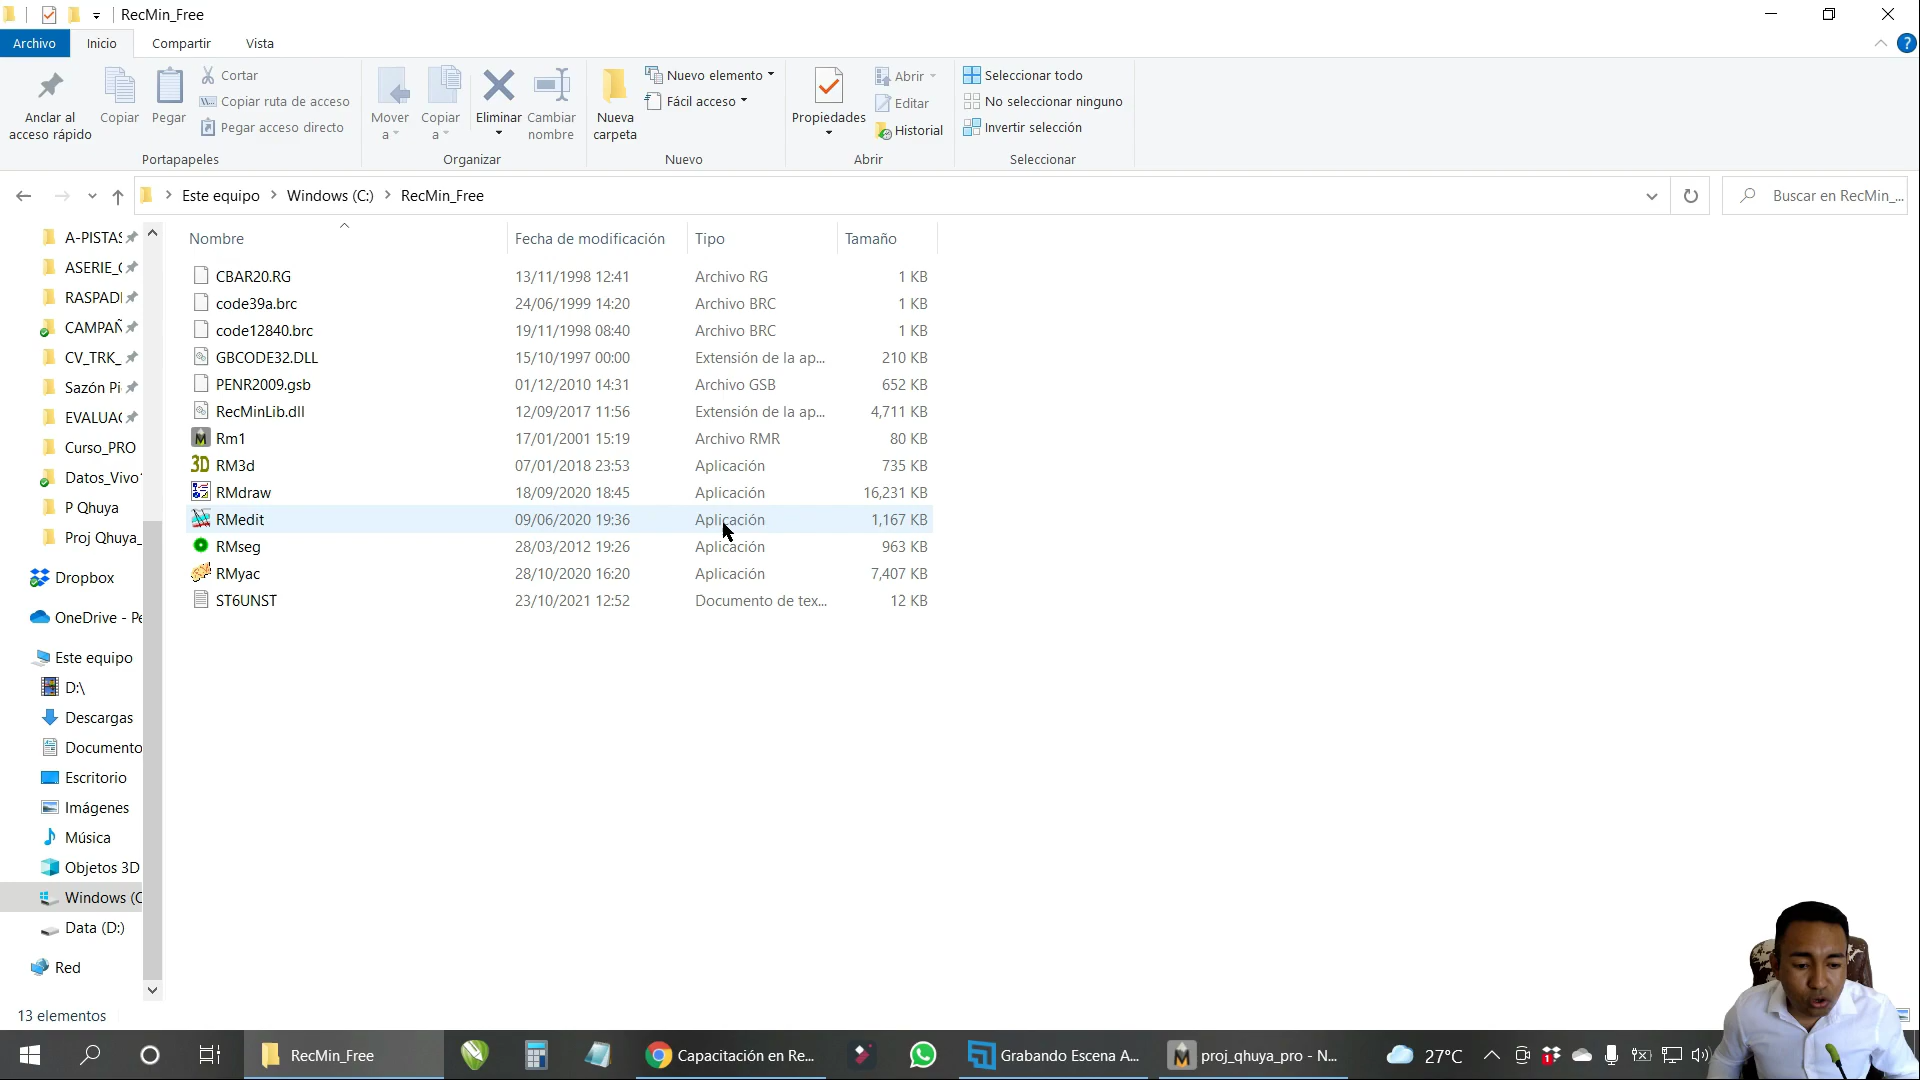 RecMin_Free
Archivo Inicio Compartir Vista
Anclar al acceso rápido
Copiar
Pegar
Cortar
Copiar ruta de acceso
Pegar acceso directo
Portapapeles
Mover a
Copiar a
Eliminar
Cambiar nombre
Organizar
Nueva carpeta
Nuevo elemento
Fácil acceso
Nuevo
Propiedades
Abrir
Editar
Historial
Abrir
Seleccionar todo
No seleccionar ninguno
Invertir selección
Seleccionar
Este equipo > Windows (C:) > RecMin_Free
Buscar en RecMin_...
A-PISTAS
ASERIE_C
RASPADI
CAMPAÑ
CV_TRK_
Sazón Pi
EVALUAC
Curso_PRO
Datos_Vivo
P Qhuya
Proj Qhuya_
Dropbox
OneDrive - Pe
Este equipo
D:\
Descargas
Documento
Escritorio
Imágenes
Música
Objetos 3D
Windows (C
Data (D:)
Red
Nombre Fecha de modificación Tipo Tamaño
CBAR20.RG 13/11/1998 12:41 Archivo RG 1 KB
code39a.brc 24/06/1999 14:20 Archivo BRC 1 KB
code12840.brc 19/11/1998 08:40 Archivo BRC 1 KB
GBCODE32.DLL 15/10/1997 00:00 Extensión de la ap... 210 KB
PENR2009.gsb 01/12/2010 14:31 Archivo GSB 652 KB
RecMinLib.dll 12/09/2017 11:56 Extensión de la ap... 4,711 KB
Rm1 17/01/2001 15:19 Archivo RMR 80 KB
RM3d 07/01/2018 23:53 Aplicación 735 KB
RMdraw 18/09/2020 18:45 Aplicación 16,231 KB
RMedit 09/06/2020 19:36 Aplicación 1,167 KB
RMseg 28/03/2012 19:26 Aplicación 963 KB
RMyac 28/10/2020 16:20 Aplicación 7,407 KB
ST6UNST 23/10/2021 12:52 Documento de tex... 12 KB
13 elementos
RecMin_Free
Capacitación en Re...
Grabando Escena A...
proj_qhuya_pro - N...
27°C